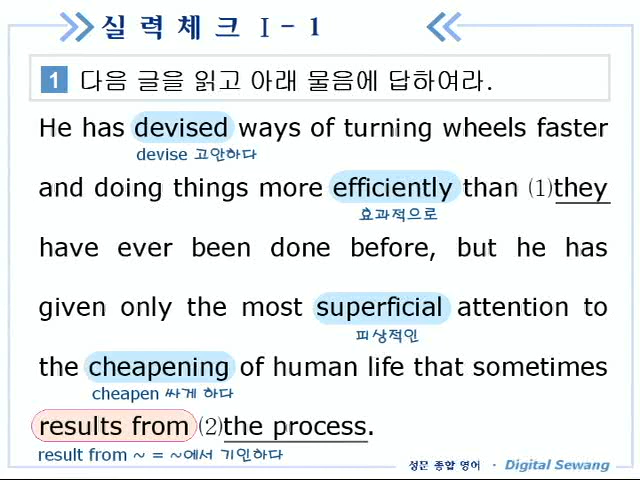 실력체크 I - 1
1 다음 글을 읽고 아래 물음에 답하여라.
He has devised ways of turning wheels faster
devise 고안하다
and doing things more efficiently than (1)they
효과적으로
have ever been done before, but he has
given only the most superficial attention to
피상적인
the cheapening of human life that sometimes
cheapen 싸게 하다
results from (2)the process.
result from ~ = ~에서 기인하다
성문 종합 영어 · Digital Sewang